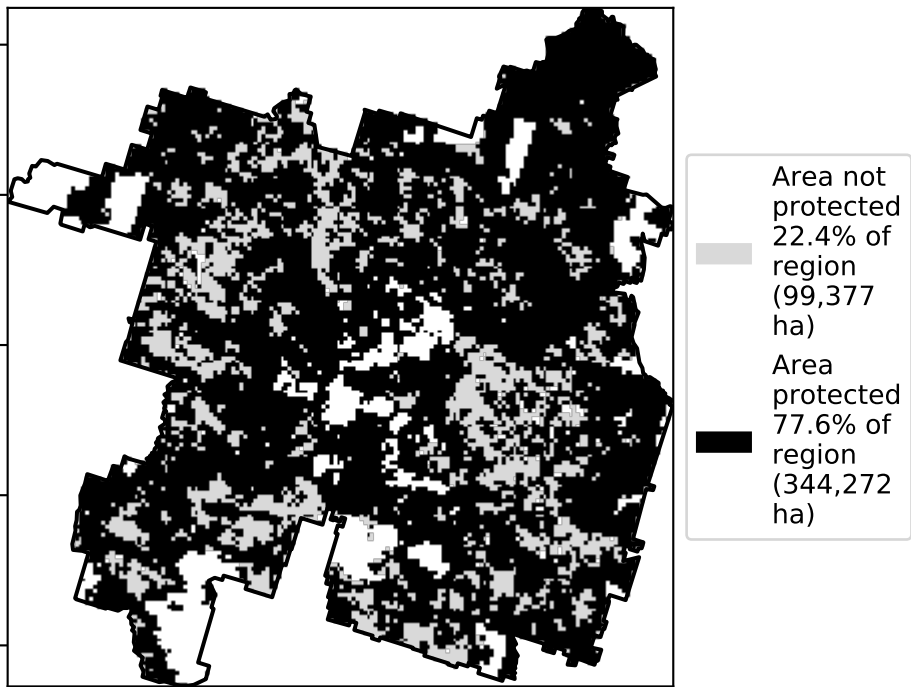 Area not
protected
22.4% of
region
(99,377
ha)
Area
protected
77.6% of
region
(344,272
ha)